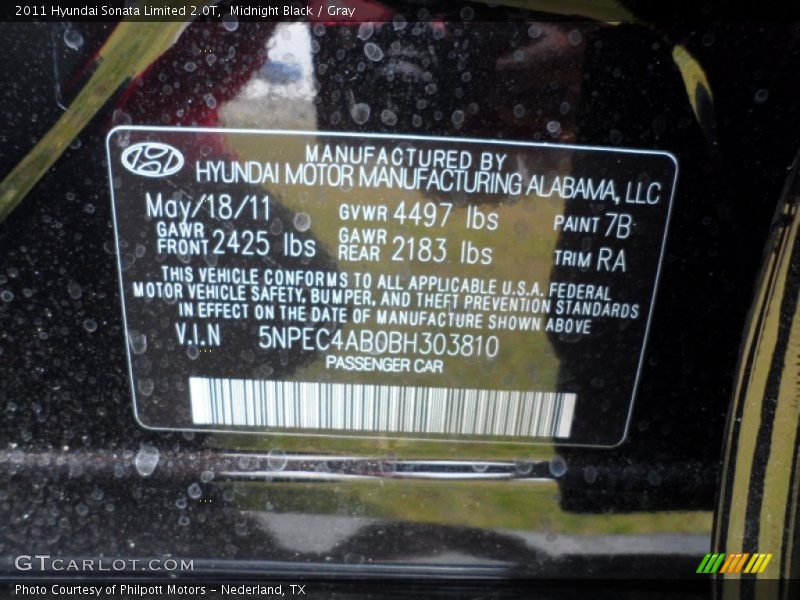 2011 Hyundai Sonata Limited 2.0T, Midnight Black / Gray
MANUFACTURED BY
HYUNDAI MOTOR MANUFACTURING ALABAMA, LLC
May/18/11 GVWR 4497 lbs PAINT 7B
GAWR FRONT 2425 lbs GAWR REAR 2183 lbs TRIM RA
THIS VEHICLE CONFORMS TO ALL APPLICABLE U.S.A. FEDERAL
MOTOR VEHICLE SAFETY, BUMPER, AND THEFT PREVENTION STANDARDS
IN EFFECT ON THE DATE OF MANUFACTURE SHOWN ABOVE
V.I.N 5NPEC4AB0BH303810
PASSENGER CAR
GTCARLOT.COM
Photo Courtesy of Philpott Motors - Nederland, TX